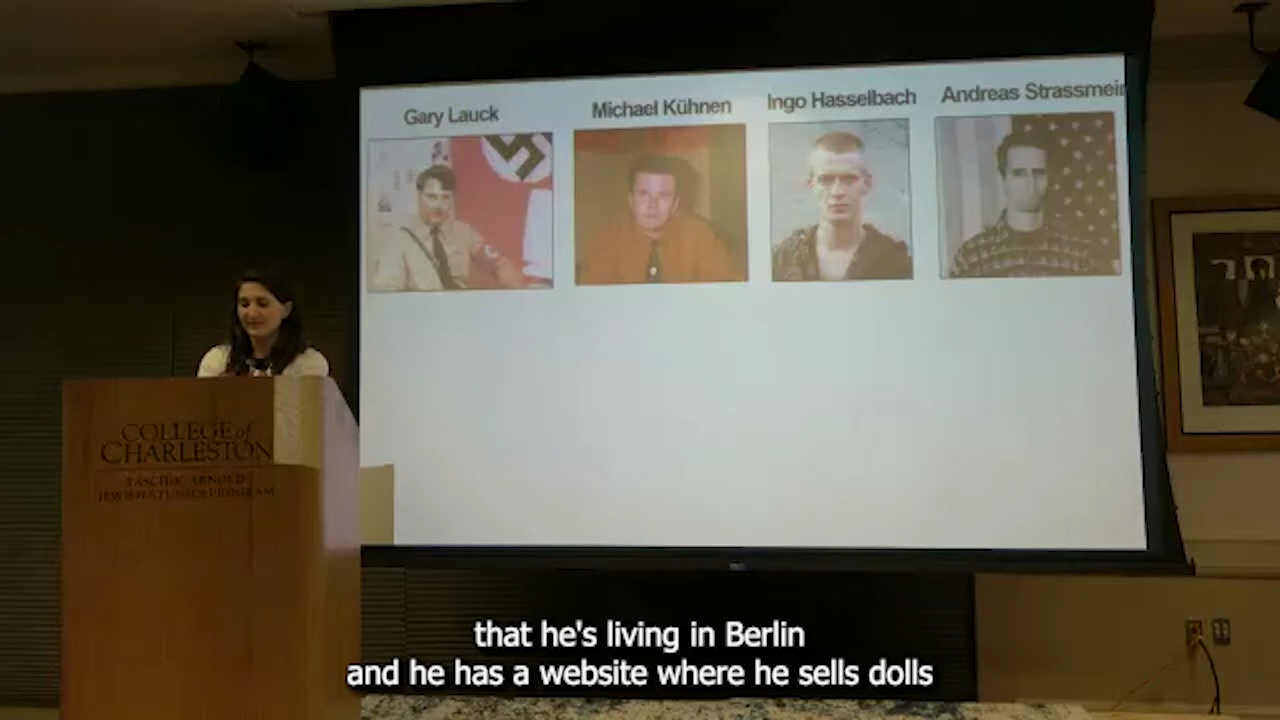 Gary Lauck
Michael Kühnen
Ingo Hasselbach
Andreas Strassmeir
COLLEGE of
CHARLESTON
that he's living in Berlin
and he has a website where he sells dolls